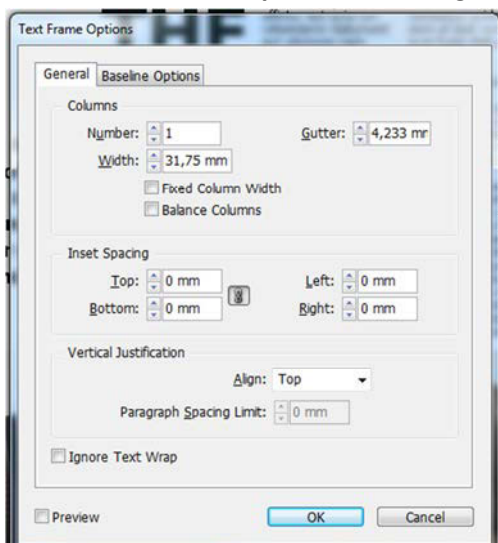 THE
Text Frame Options
General Baseline Options
Columns
Number: 1 Gutter: 4,233 mr
Width: 31,75 mm
Fixed Column Width
Balance Columns
Inset Spacing
Top: 0 mm Left: 0 mm
Bottom: 0 mm Right: 0 mm
Vertical Justification
Align: Top
Paragraph Spacing Limit: 0 mm
Ignore Text Wrap
Preview OK Cancel